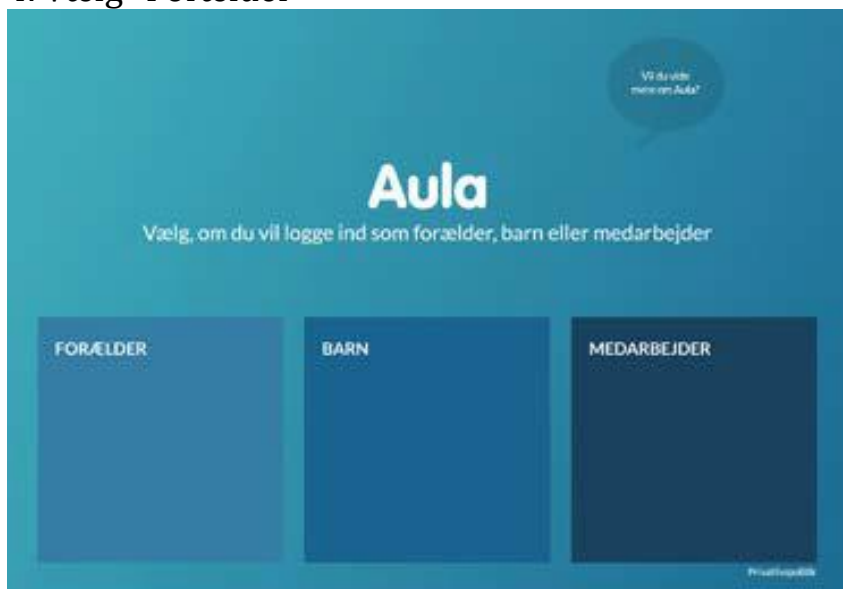 Vil du vide
mere om Aula?
Aula
Vælg, om du vil logge ind som forælder, barn eller medarbejder
FORÆLDER
BARN
MEDARBEJDER
Privatlivspolitik